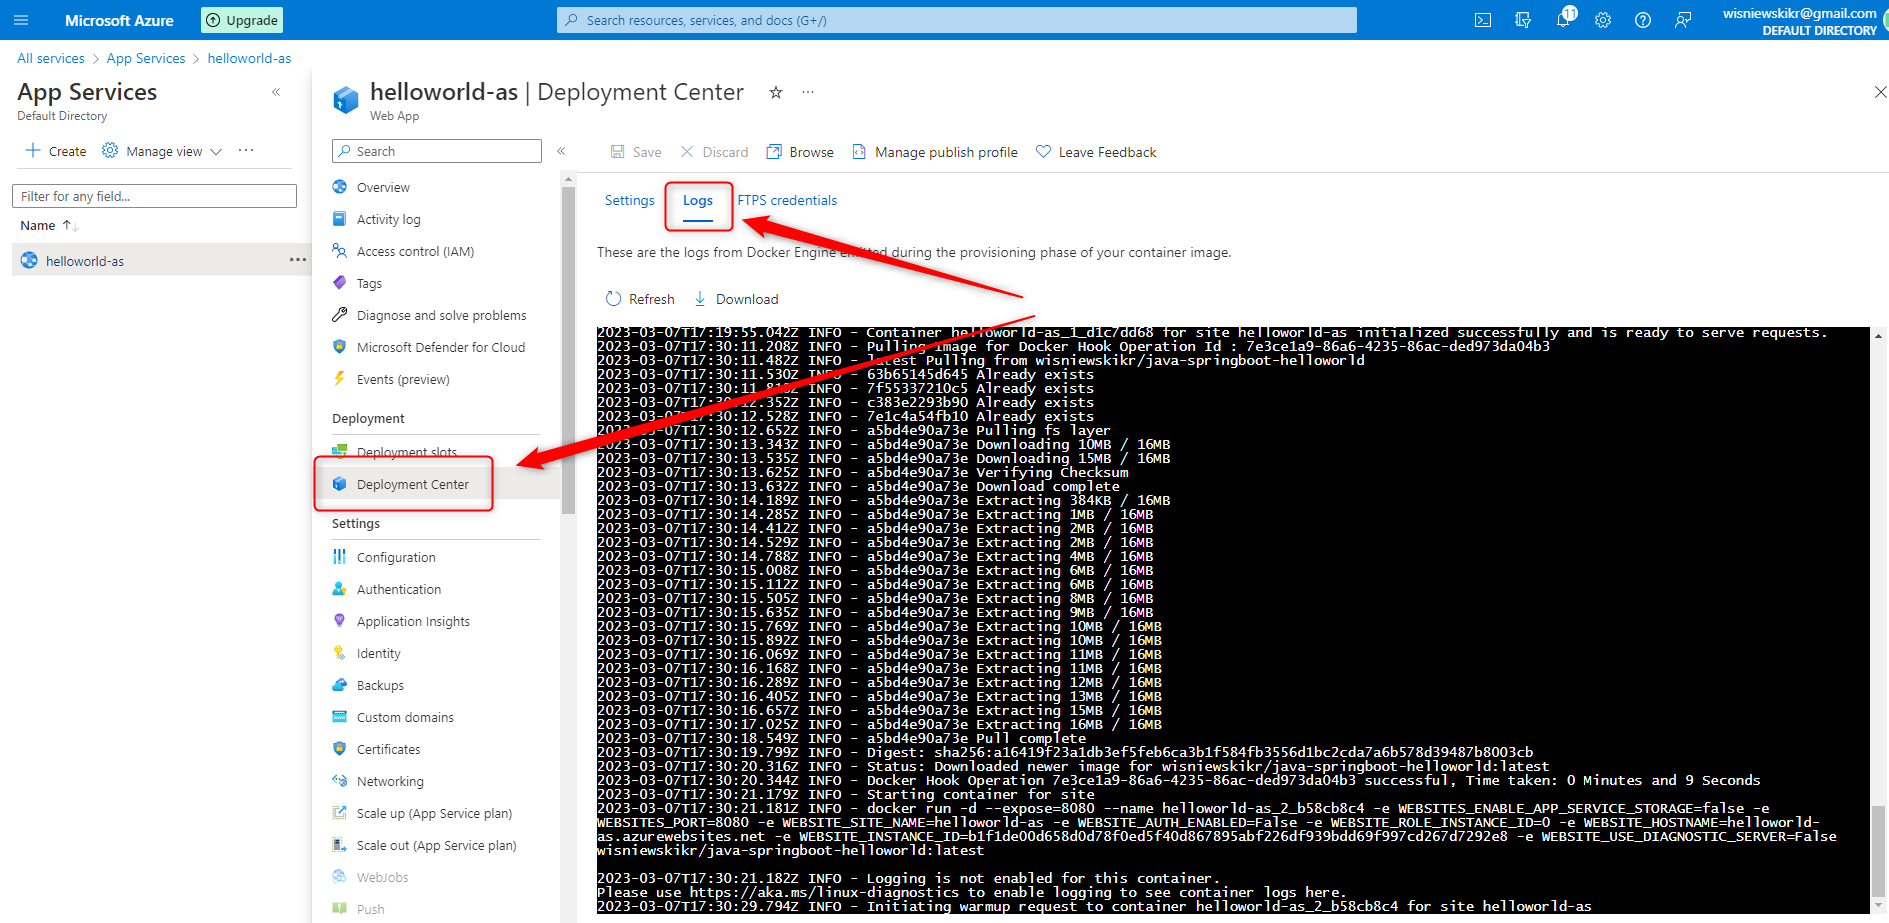 Microsoft Azure
Upgrade
Search resources, services, and docs (G+/)
11
wisniewskikr@gmail.com
DEFAULT DIRECTORY
All services > App Services > helloworld-as
App Services
«
Default Directory
Create
Manage view
...
Filter for any field...
Name
helloworld-as
...
helloworld-as | Deployment Center
...
Web App
Search
«
Overview
Activity log
Access control (IAM)
Tags
Diagnose and solve problems
Microsoft Defender for Cloud
Events (preview)
Deployment
Deployment slots
Deployment Center
Settings
Configuration
Authentication
Application Insights
Identity
Backups
Custom domains
Certificates
Networking
Scale up (App Service plan)
Scale out (App Service plan)
WebJobs
Push
Save
Discard
Browse
Manage publish profile
Leave Feedback
Settings
Logs
FTPS credentials
These are the logs from Docker Engine emitted during the provisioning phase of your container image.
Refresh
Download
2023-03-07T17:19:55.042Z INFO - Container helloworld-as_1_d1c7dd68 for site helloworld-as initialized successfully and is ready to serve requests.
2023-03-07T17:30:11.208Z INFO - Pulling image for Docker Hook Operation Id : 7e3ce1a9-86a6-4235-86ac-ded973da04b3
2023-03-07T17:30:11.482Z INFO - latest Pulling from wisniewskikr/java-springboot-helloworld
2023-03-07T17:30:11.530Z INFO - 63b65145d645 Already exists
2023-03-07T17:30:11.818Z INFO - 7f55337210c5 Already exists
2023-03-07T17:30:12.352Z INFO - c383e2293b90 Already exists
2023-03-07T17:30:12.528Z INFO - 7e1c4a54fb10 Already exists
2023-03-07T17:30:12.652Z INFO - a5bd4e90a73e Pulling fs layer
2023-03-07T17:30:13.343Z INFO - a5bd4e90a73e Downloading 10MB / 16MB
2023-03-07T17:30:13.535Z INFO - a5bd4e90a73e Downloading 15MB / 16MB
2023-03-07T17:30:13.625Z INFO - a5bd4e90a73e Verifying Checksum
2023-03-07T17:30:13.632Z INFO - a5bd4e90a73e Download complete
2023-03-07T17:30:14.189Z INFO - a5bd4e90a73e Extracting 384KB / 16MB
2023-03-07T17:30:14.285Z INFO - a5bd4e90a73e Extracting 1MB / 16MB
2023-03-07T17:30:14.412Z INFO - a5bd4e90a73e Extracting 2MB / 16MB
2023-03-07T17:30:14.529Z INFO - a5bd4e90a73e Extracting 2MB / 16MB
2023-03-07T17:30:14.788Z INFO - a5bd4e90a73e Extracting 4MB / 16MB
2023-03-07T17:30:15.008Z INFO - a5bd4e90a73e Extracting 6MB / 16MB
2023-03-07T17:30:15.112Z INFO - a5bd4e90a73e Extracting 6MB / 16MB
2023-03-07T17:30:15.505Z INFO - a5bd4e90a73e Extracting 8MB / 16MB
2023-03-07T17:30:15.635Z INFO - a5bd4e90a73e Extracting 9MB / 16MB
2023-03-07T17:30:15.769Z INFO - a5bd4e90a73e Extracting 10MB / 16MB
2023-03-07T17:30:15.892Z INFO - a5bd4e90a73e Extracting 10MB / 16MB
2023-03-07T17:30:16.069Z INFO - a5bd4e90a73e Extracting 11MB / 16MB
2023-03-07T17:30:16.168Z INFO - a5bd4e90a73e Extracting 11MB / 16MB
2023-03-07T17:30:16.289Z INFO - a5bd4e90a73e Extracting 12MB / 16MB
2023-03-07T17:30:16.405Z INFO - a5bd4e90a73e Extracting 13MB / 16MB
2023-03-07T17:30:16.657Z INFO - a5bd4e90a73e Extracting 15MB / 16MB
2023-03-07T17:30:17.025Z INFO - a5bd4e90a73e Extracting 16MB / 16MB
2023-03-07T17:30:18.549Z INFO - a5bd4e90a73e Pull complete
2023-03-07T17:30:19.799Z INFO - Digest: sha256:a16419f23a1db3ef5feb6ca3b1f584fb3556d1bc2cda7a6b578d39487b8003cb
2023-03-07T17:30:20.316Z INFO - Status: Downloaded newer image for wisniewskikr/java-springboot-helloworld:latest
2023-03-07T17:30:20.344Z INFO - Docker Hook Operation 7e3ce1a9-86a6-4235-86ac-ded973da04b3 successful, Time taken: 0 Minutes and 9 Seconds
2023-03-07T17:30:21.179Z INFO - Starting container for site
2023-03-07T17:30:21.181Z INFO - docker run -d --expose=8080 --name helloworld-as_2_b58cb8c4 -e WEBSITES_ENABLE_APP_SERVICE_STORAGE=false -e
WEBSITES_PORT=8080 -e WEBSITE_SITE_NAME=helloworld-as -e WEBSITE_AUTH_ENABLED=False -e WEBSITE_ROLE_INSTANCE_ID=0 -e WEBSITE_HOSTNAME=helloworld-
as.azurewebsites.net -e WEBSITE_INSTANCE_ID=b1f1de00d658d0d78f0ed5f40d867895abf226df939bdd69f997cd267d7292e8 -e WEBSITE_USE_DIAGNOSTIC_SERVER=False
wisniewskikr/java-springboot-helloworld:latest
2023-03-07T17:30:21.182Z INFO - Logging is not enabled for this container.
Please use https://aka.ms/linux-diagnostics to enable logging to see container logs here.
2023-03-07T17:30:29.794Z INFO - Initiating warmup request to container helloworld-as_2_b58cb8c4 for site helloworld-as